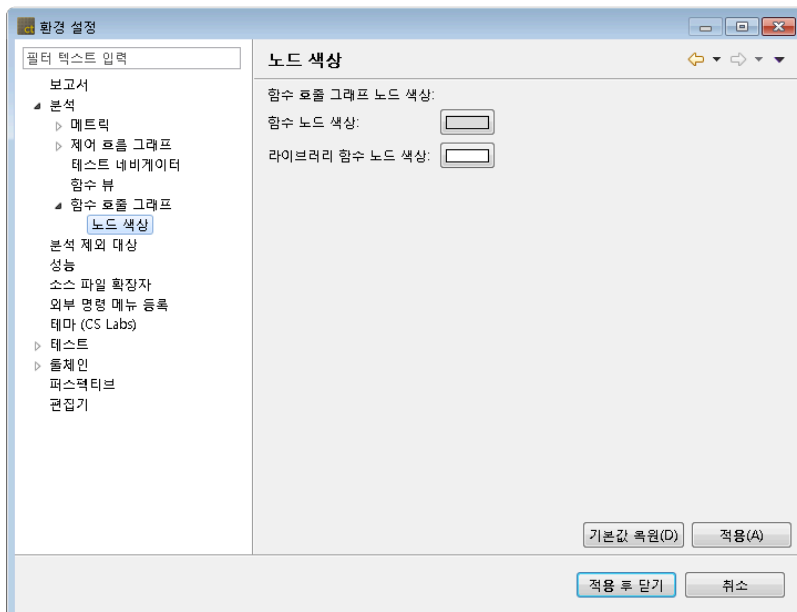 ct 환경 설정
필터 텍스트 입력
보고서
분석
메트릭
제어 흐름 그래프
테스트 네비게이터
함수 뷰
함수 호출 그래프
노드 색상
분석 제외 대상
성능
소스 파일 확장자
외부 명령 메뉴 등록
테마 (CS Labs)
테스트
툴체인
퍼스펙티브
편집기
노드 색상
함수 호출 그래프 노드 색상:
함수 노드 색상:
라이브러리 함수 노드 색상:
기본값 복원(D) 적용(A)
적용 후 닫기 취소